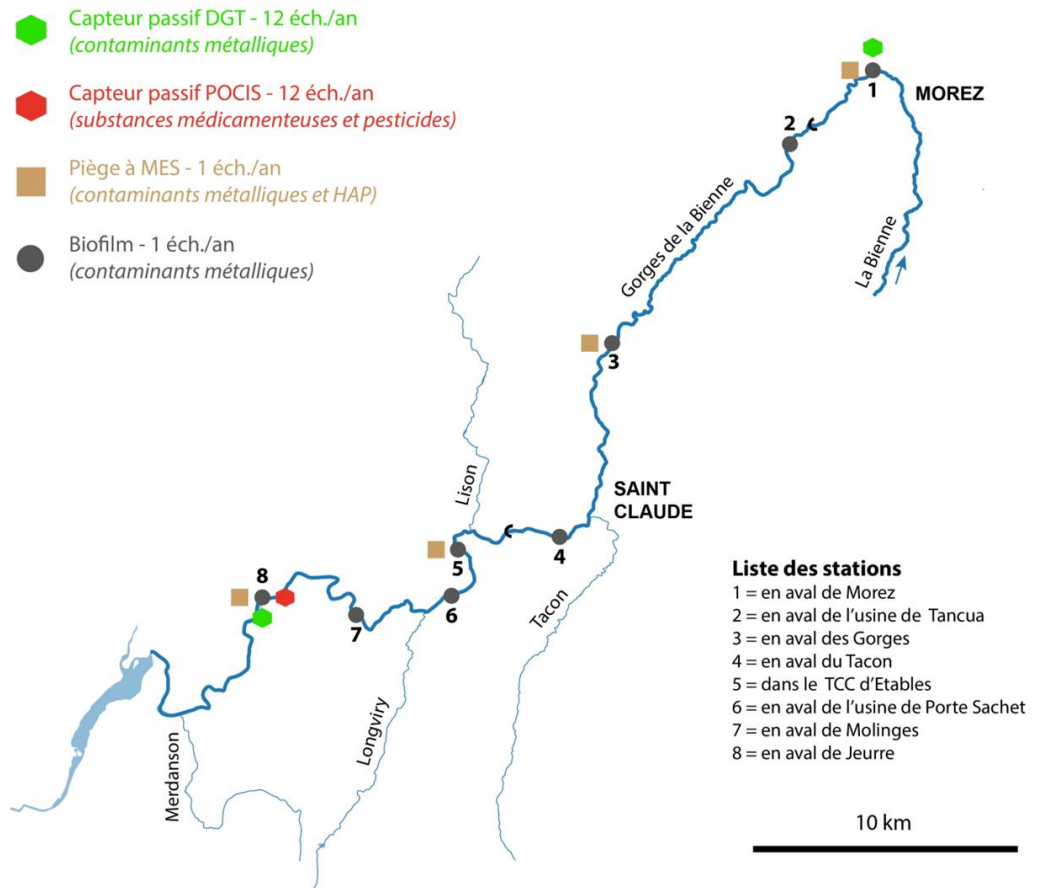 Capteur passif DGT - 12 éch./an
(contaminants métalliques)
Capteur passif POCIS - 12 éch./an
(substances médicamenteuses et pesticides)
Piège à MES - 1 éch./an
(contaminants métalliques et HAP)
Biofilm - 1 éch./an
(contaminants métalliques)
1
MOREZ
2
Gorges de la Bienne
La Bienne
3
Lison
SAINT
CLAUDE
4
5
6
Tacon
8
7
Longviry
Merdanson
Liste des stations
1 = en aval de Morez
2 = en aval de l'usine de Tancua
3 = en aval des Gorges
4 = en aval du Tacon
5 = dans le TCC d'Etables
6 = en aval de l'usine de Porte Sachet
7 = en aval de Molinges
8 = en aval de Jeurre
10 km